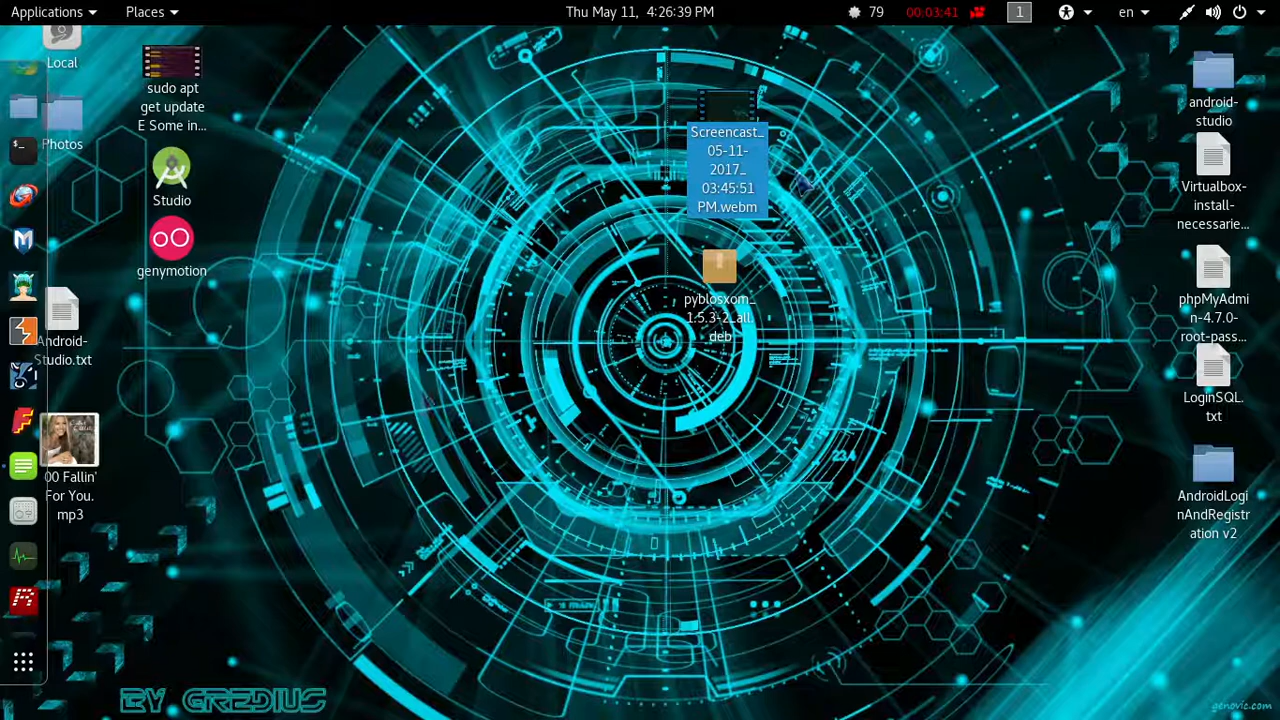 Applications
Places
Thu May 11, 4:26:39 PM
79
00:03:41
1
en
Local
Photos
Android-
Studio.txt
00 Fallin'
For You.
mp3
sudo apt
get update
E Some in...
Studio
genymotion
Screencast_
05-11-
2017_
03:45:51
PM.webm
pyblosxom_
1.5.3-2_all.
deb
android-
studio
Virtualbox-
install-
necessarie...
phpMyAdmi
n-4.7.0-
root-pass...
LoginSQL.
txt
AndroidLogi
nAndRegistr
ation v2
23.4
BY GREDIUS
genovic.com